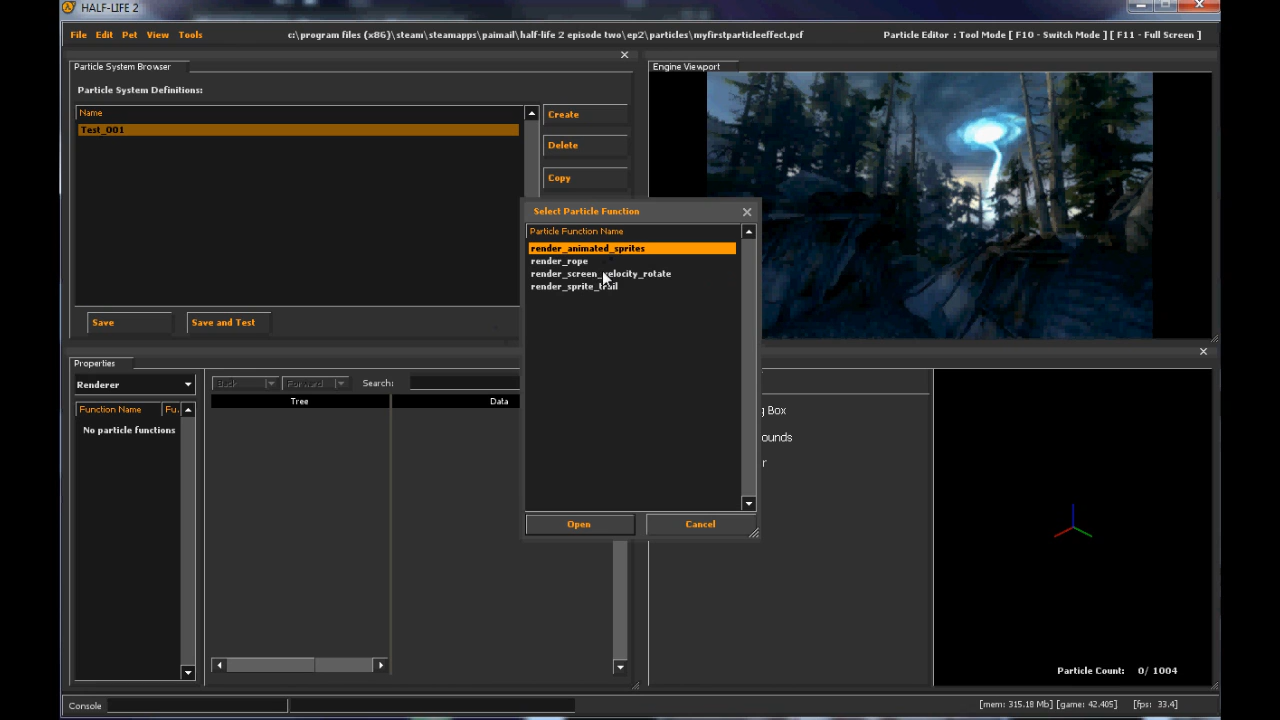 HALF-LIFE 2
File Edit Pet View Tools c:\program files (x86)\steam\steamapps\paimail\half-life 2 episode two\ep2\particles\myfirstparticleeffect.pcf Particle Editor : Tool Mode [ F10 - Switch Mode ] [ F11 - Full Screen ]
Particle System Browser
Particle System Definitions:
Name
Test_001
Create
Delete
Copy
Save
Save and Test
Engine Viewport
Select Particle Function
Particle Function Name
render_animated_sprites
render_rope
render_screen_velocity_rotate
render_sprite_trail
Open
Cancel
Properties
Renderer
Function Name Fu.
No particle functions
Back Forward Search:
Tree Data
g Box
ounds
r
Particle Count: 0/ 1004
Console
[mem: 315.18 Mb] [game: 42.405] [fps: 33.4]